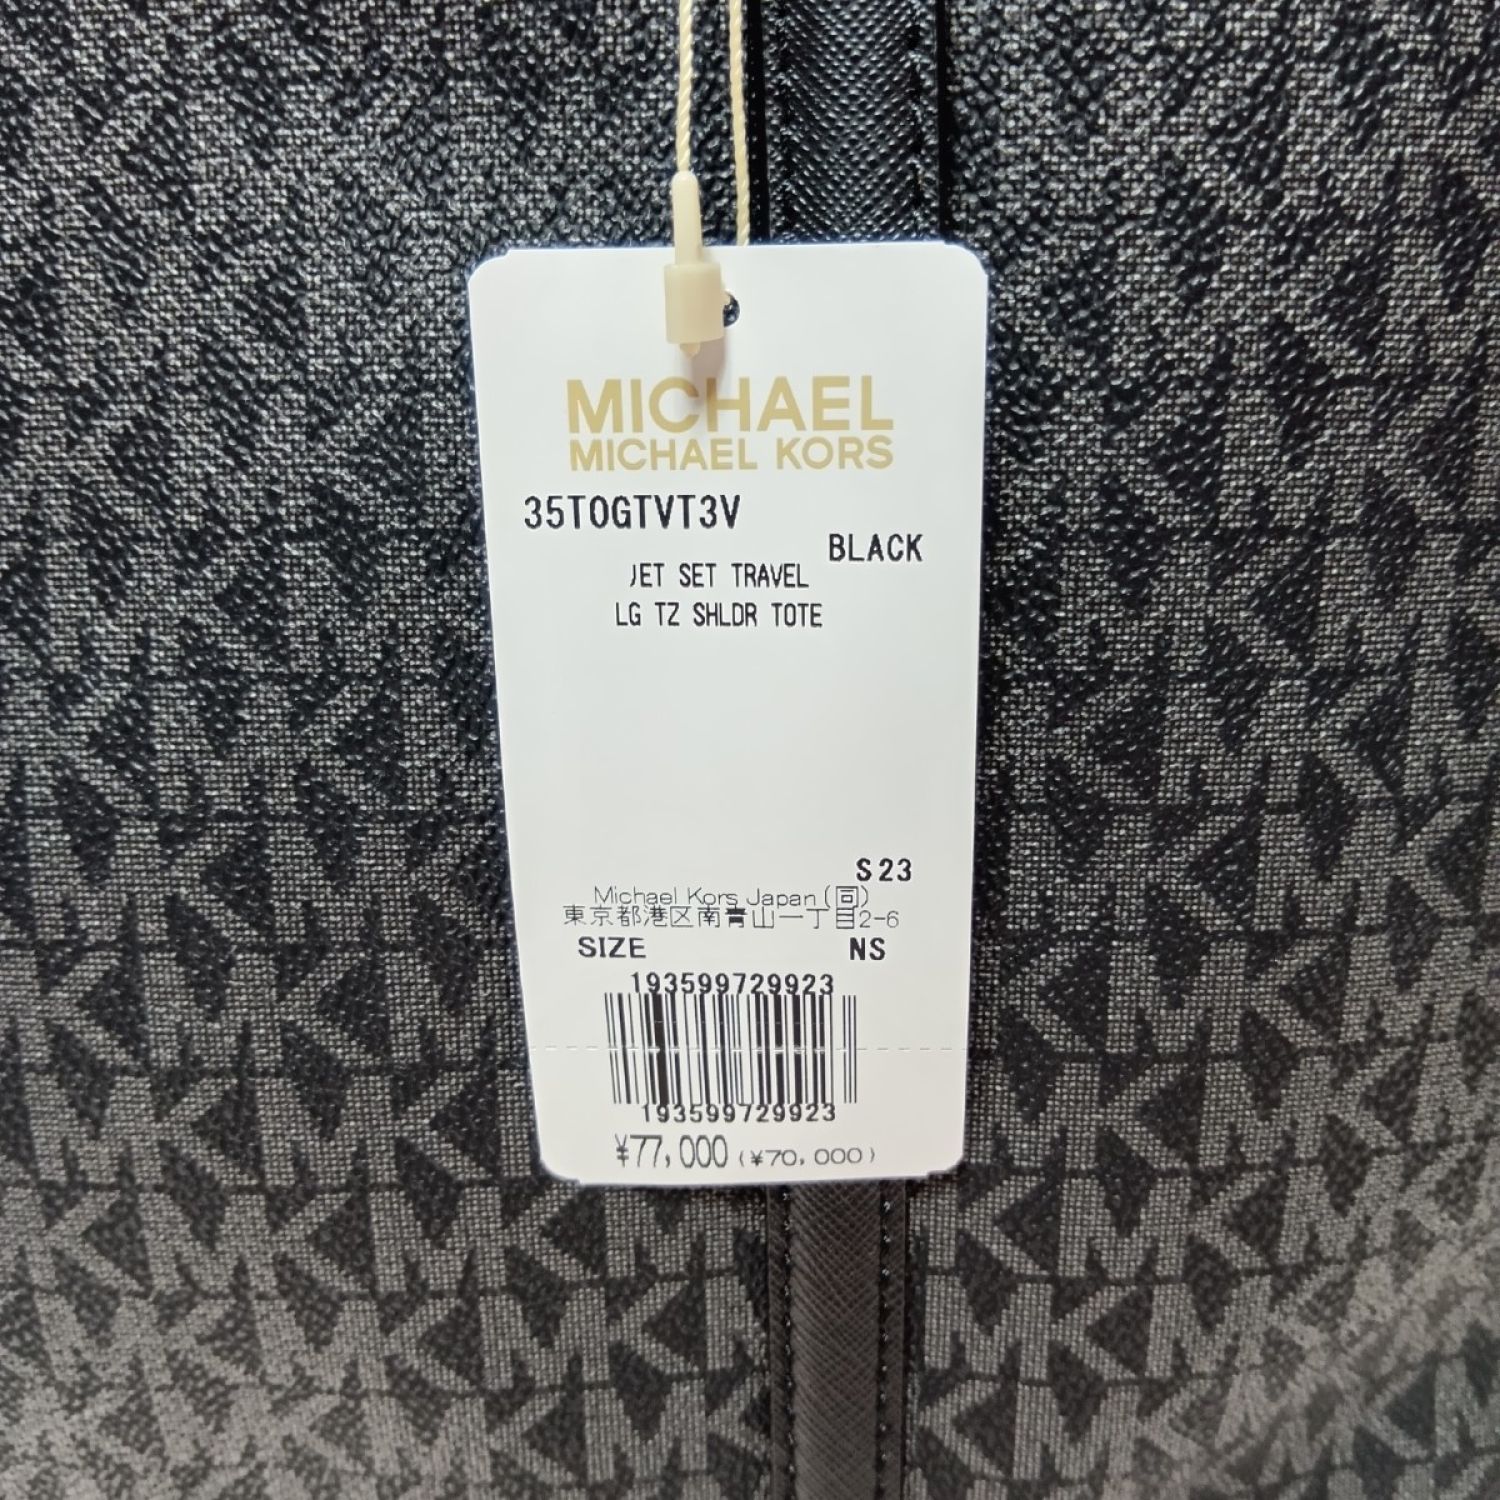 MICHAEL
MICHAEL KORS
35T0GTVT3V
BLACK
JET SET TRAVEL
LG TZ SHLDR TOTE
S23
Michael Kors Japan (同)
東京都港区南青山一丁目2-6
SIZE NS
193599729923
193599729923
¥77,000 (¥70,000)